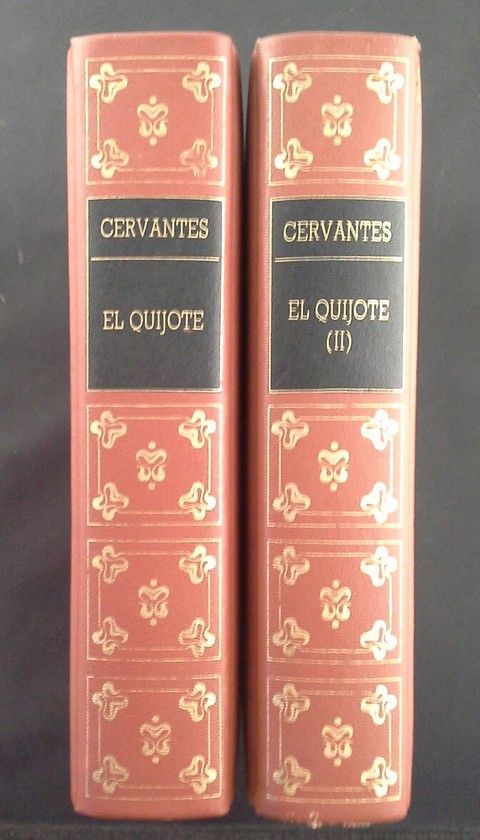 CERVANTES
EL QUIJOTE
CERVANTES
EL QUIJOTE
(II)